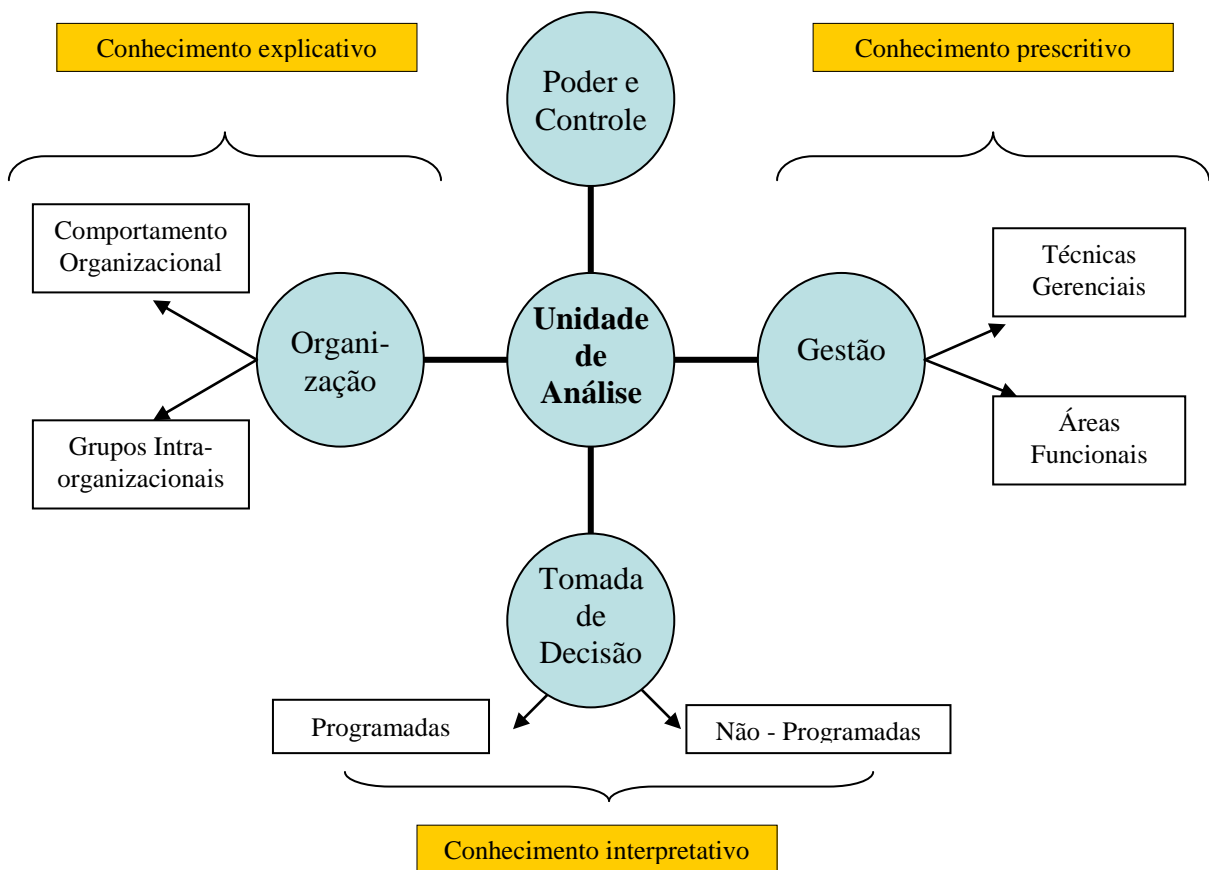 Conhecimento explicativo
Conhecimento prescritivo
Poder e
Controle
Comportamento
Organizacional
Técnicas
Gerenciais
Organi-
zação
Unidade
de
Análise
Gestão
Grupos Intra-
organizacionais
Áreas
Funcionais
Tomada
de
Decisão
Programadas
Não - Programadas
Conhecimento interpretativo